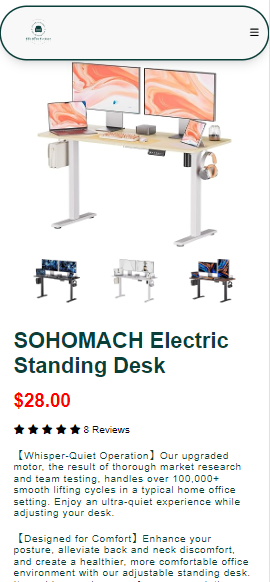 SOHOMACH Electric
Standing Desk
$28.00
8 Reviews
【Whisper-Quiet Operation】Our upgraded
motor, the result of thorough market research
and team testing, handles over 100,000+
smooth lifting cycles in a typical home office
setting. Enjoy an ultra-quiet experience while
adjusting your desk.
【Designed for Comfort】Enhance your
posture, alleviate back and neck discomfort,
and create a healthier, more comfortable office
environment with our adjustable standing desk.